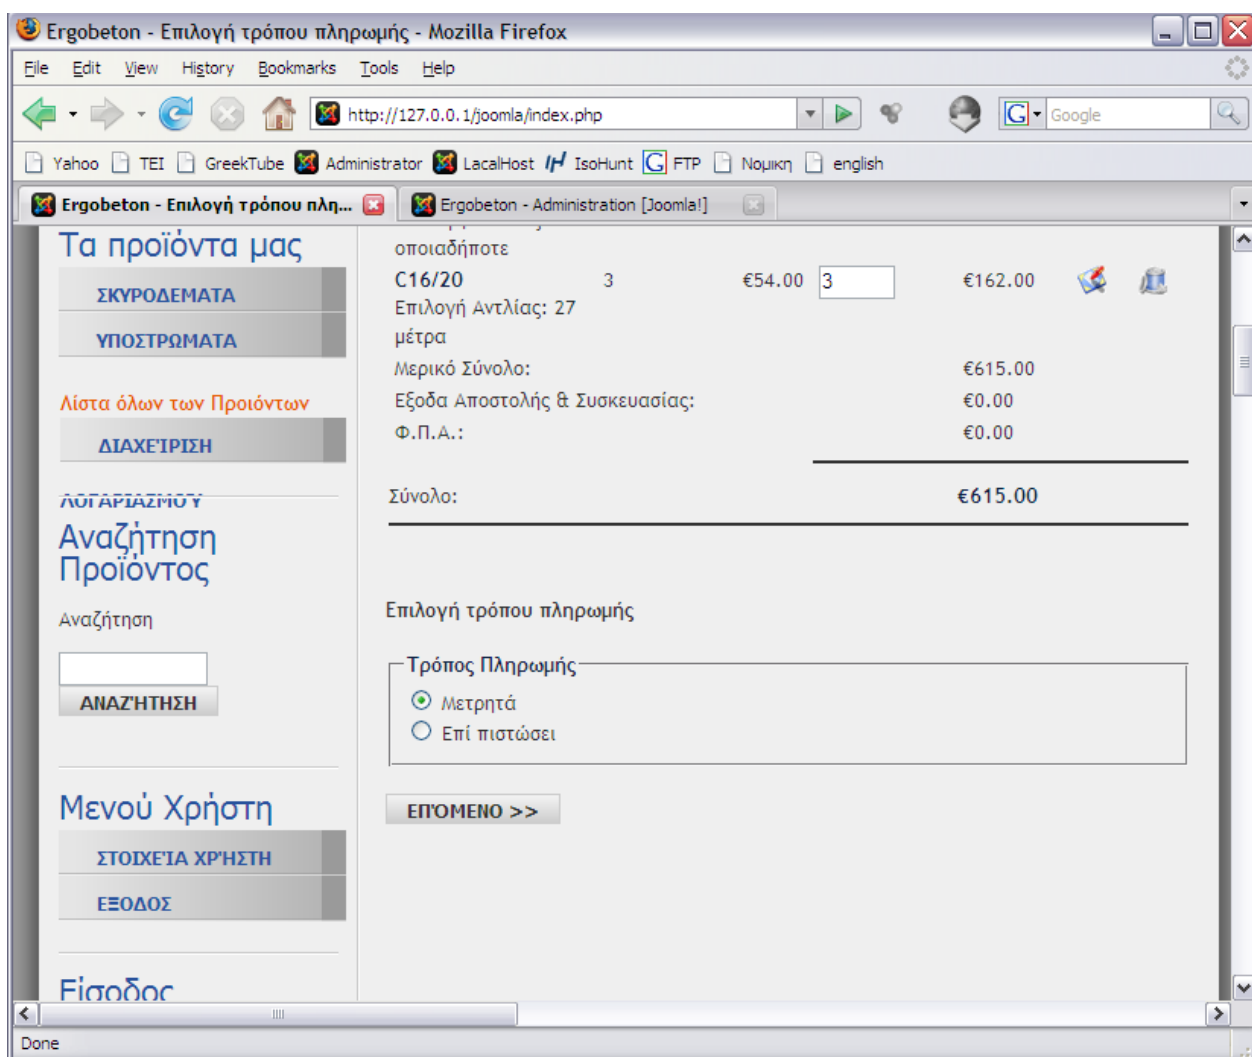 Ergobeton - Επιλογή τρόπου πληρωμής - Mozilla Firefox
File Edit View History Bookmarks Tools Help
http://127.0.0.1/joomla/index.php
G Google
Yahoo TEI GreekTube Administrator LacalHost IH IsoHunt G FTP Νομικη english
Ergobeton - Επιλογή τρόπου πλη... Ergobeton - Administration [Joomla!]
Τα προϊόντα μας
ΣΚΥΡΟΔΕΜΑΤΑ
ΥΠΟΣΤΡΩΜΑΤΑ
Λίστα όλων των Προιόντων
ΔΙΑΧΕΊΡΙΣΗ
ΛΟΓΑΡΙΑΣΜΟΎ
Αναζήτηση
Προϊόντος
Αναζήτηση
ΑΝΑΖΉΤΗΣΗ
Μενού Χρήστη
ΣΤΟΙΧΕΊΑ ΧΡΉΣΤΗ
ΕΞΟΔΟΣ
Είσοδος
οποιαδήποτε
C16/20 3 €54.00 3 €162.00
Επιλογή Αντλίας: 27
μέτρα
Μερικό Σύνολο: €615.00
Εξοδα Αποστολής & Συσκευασίας: €0.00
Φ.Π.Α.: €0.00
Σύνολο: €615.00
Επιλογή τρόπου πληρωμής
Τρόπος Πληρωμής
Μετρητά
Επί πιστώσει
ΕΠΌΜΕΝΟ >>
Done